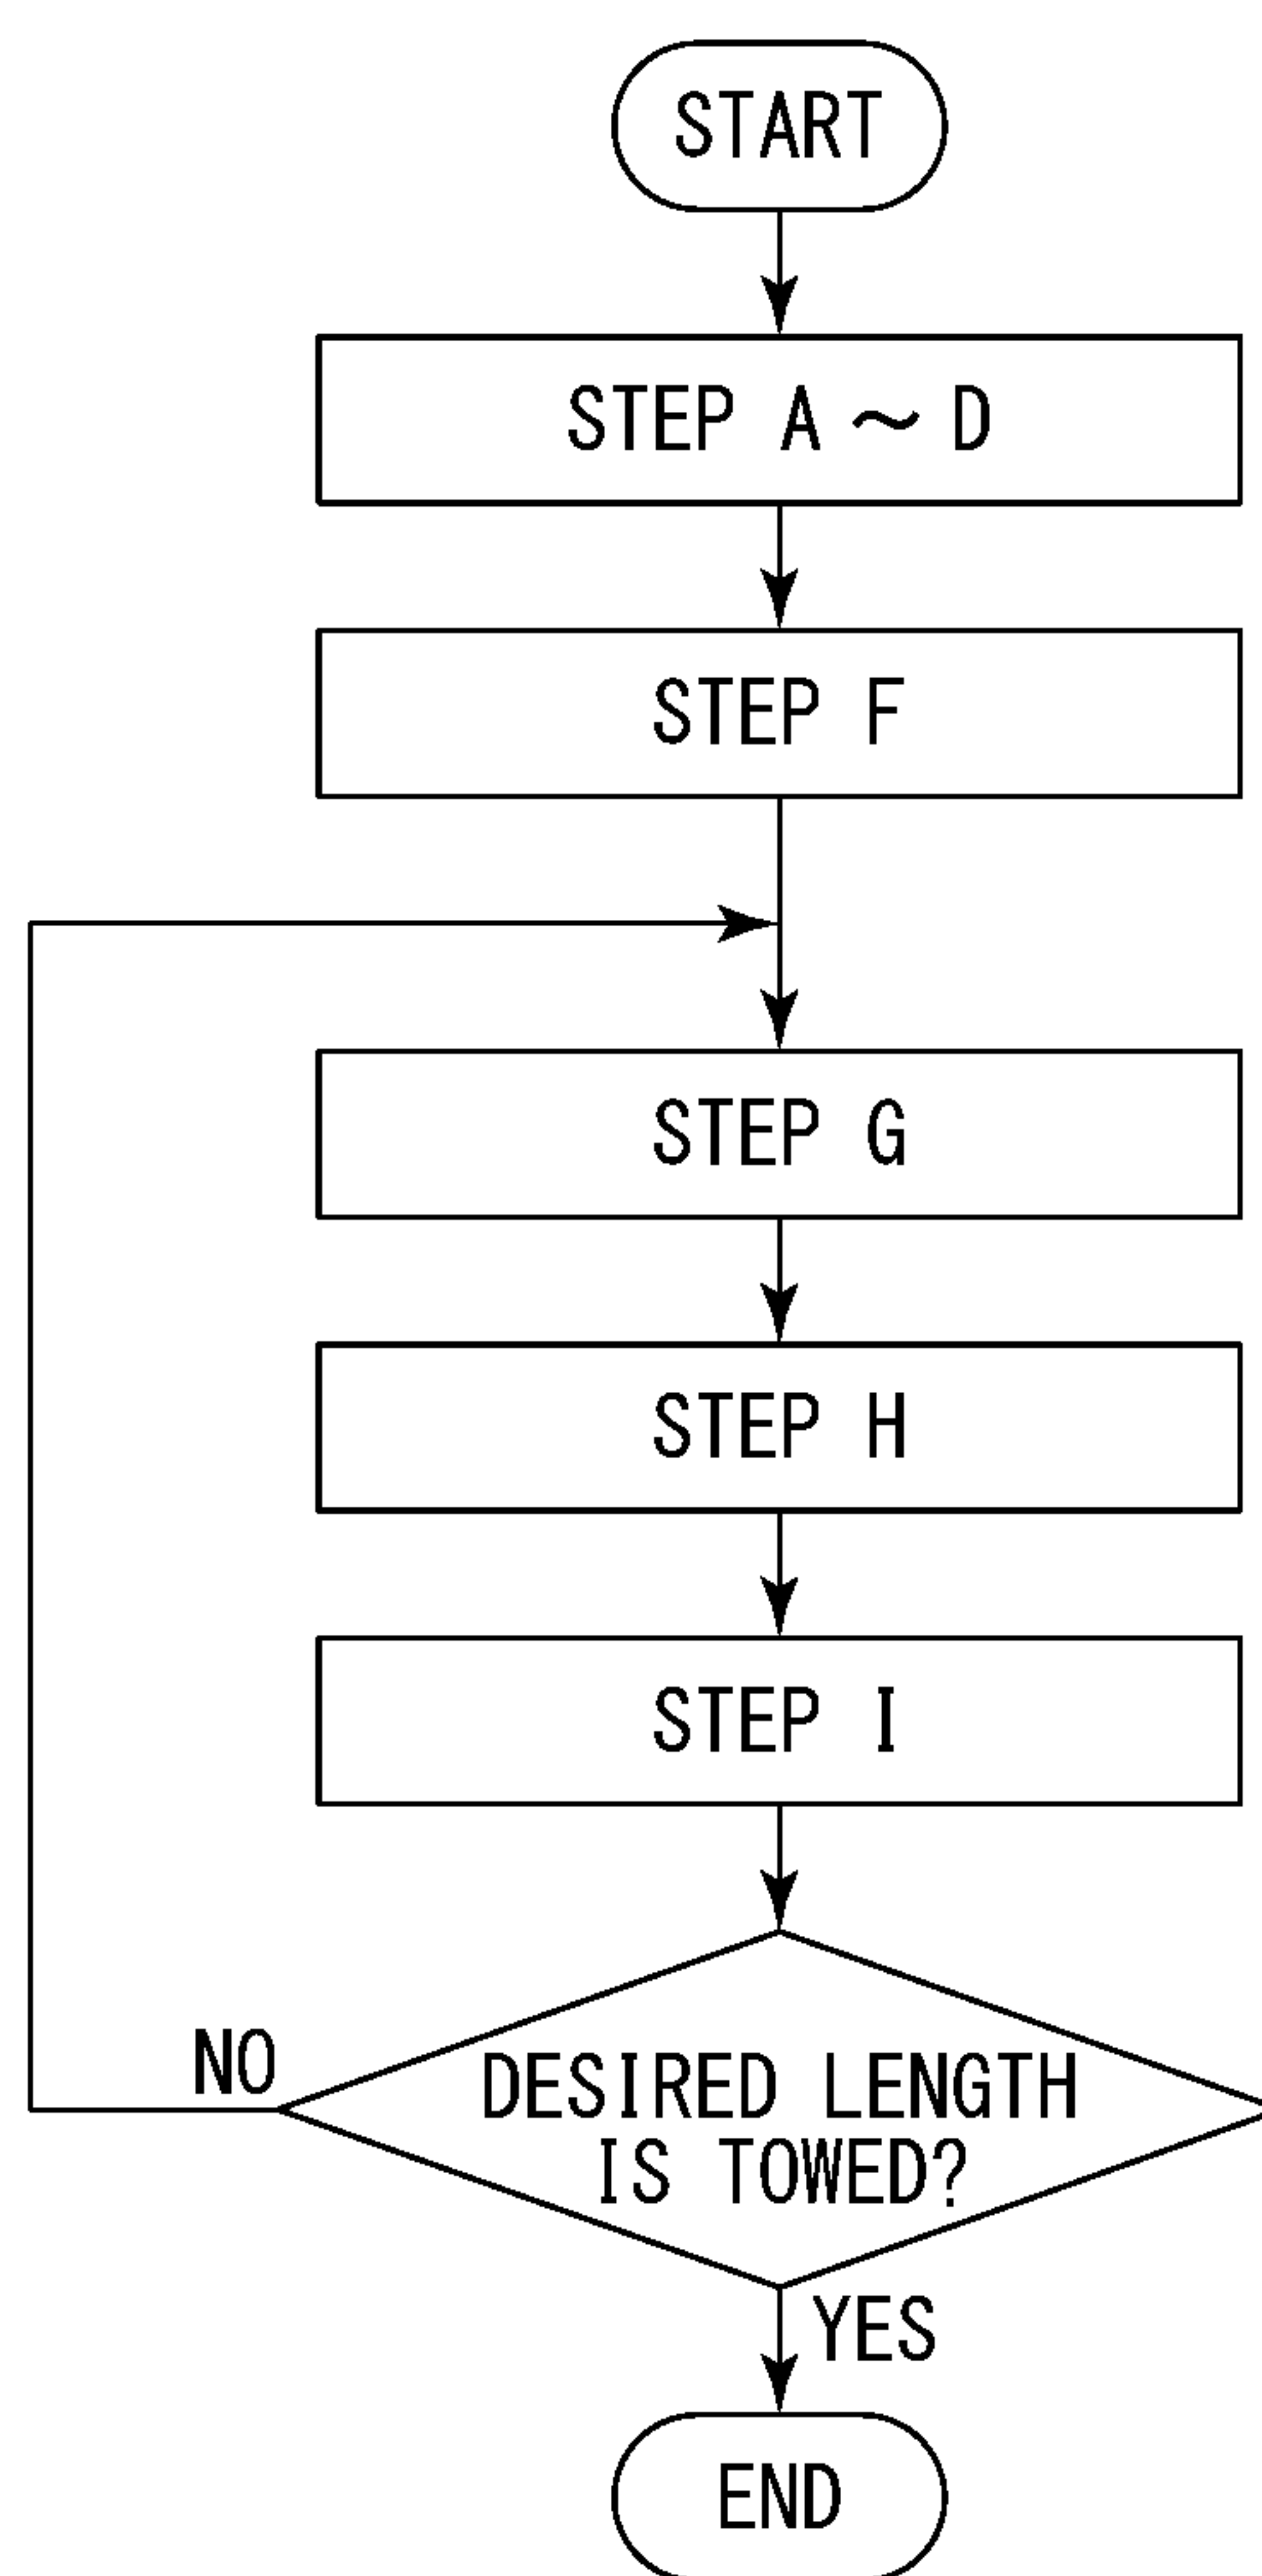 START
STEP A ~ D
STEP F
STEP G
STEP H
STEP I
NO
DESIRED LENGTH
IS TOWED?
YES
END